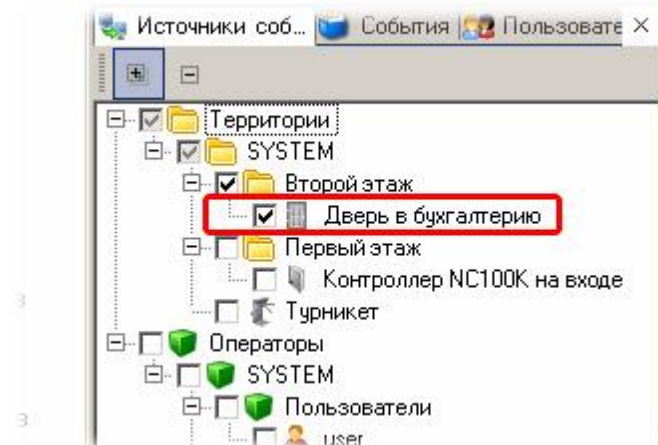 Источники соб... События Пользовате
Территории
SYSTEM
Второй этаж
Дверь в бухгалтерию
Первый этаж
Контроллер NC100K на входе
Турникет
Операторы
SYSTEM
Пользователи
user